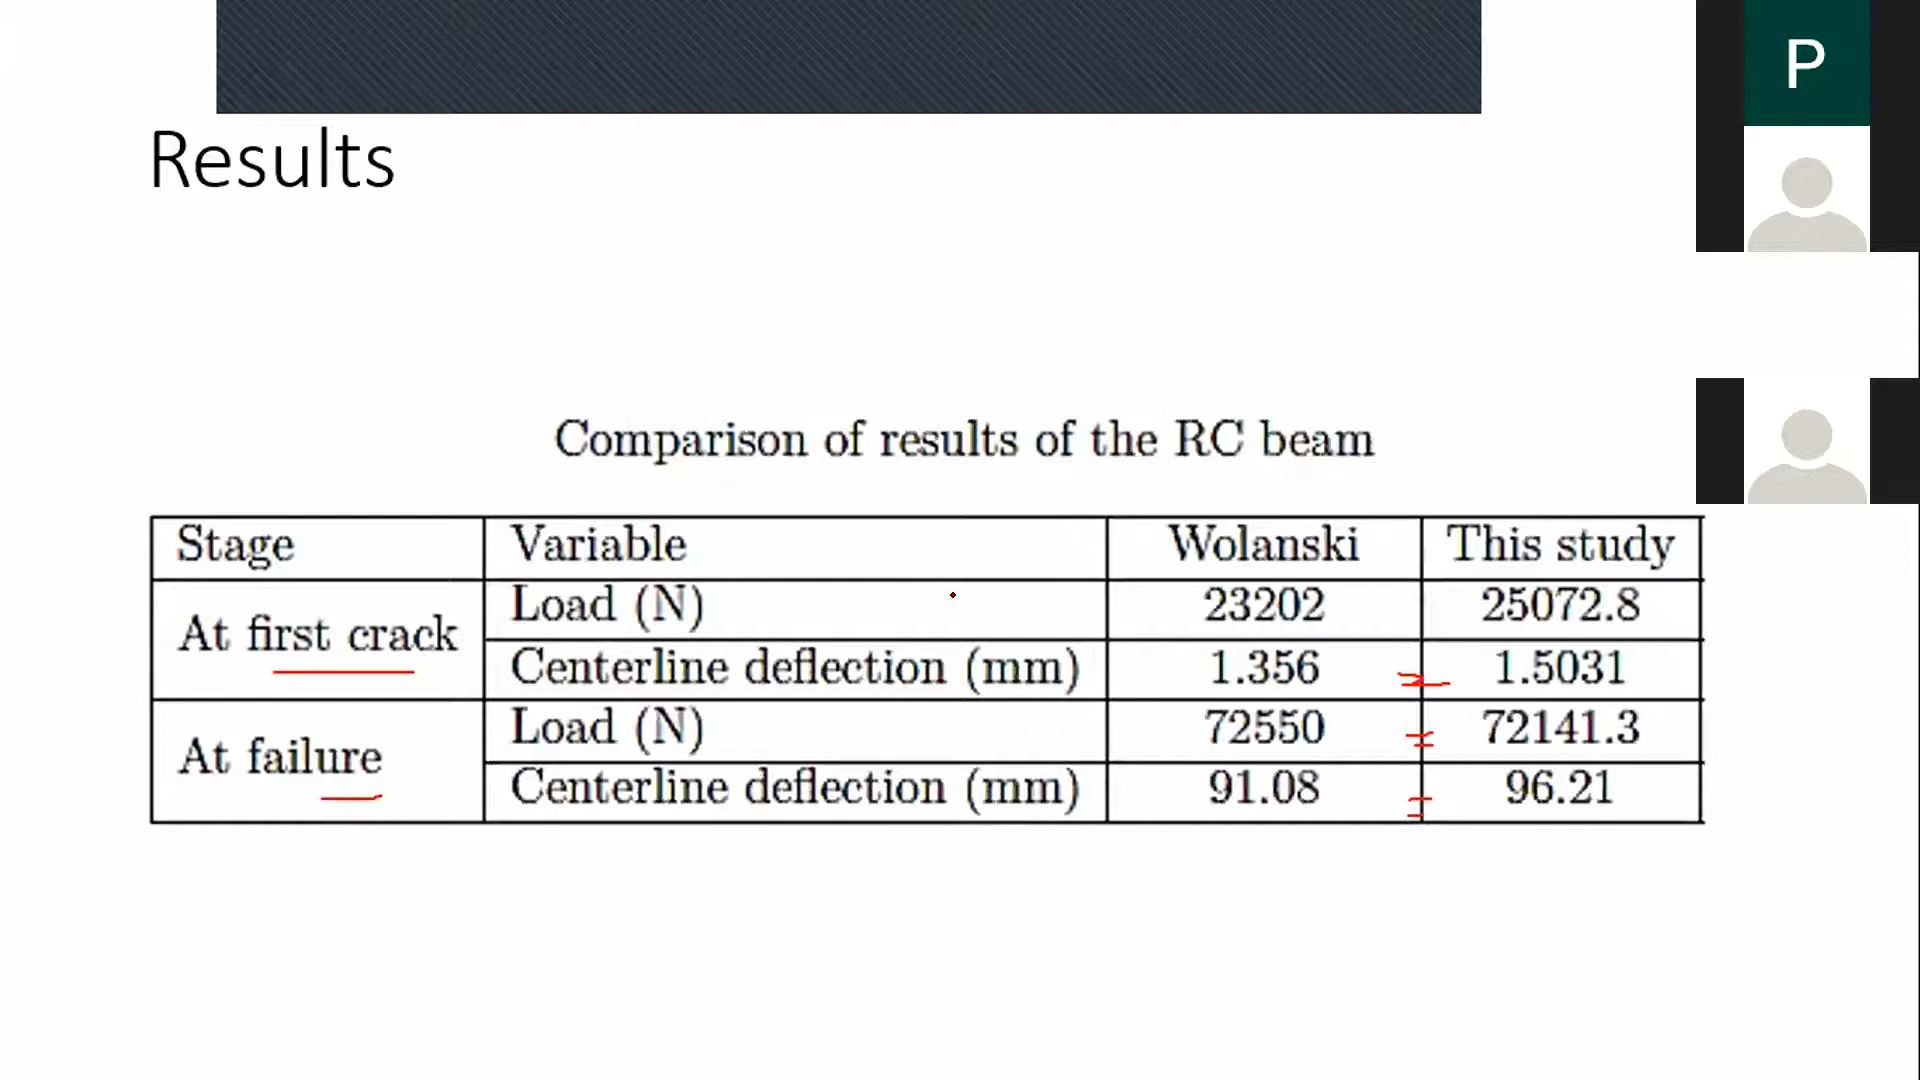 P
Results
Comparison of results of the RC beam
Stage Variable Wolanski This study
At first crack Load (N) 23202 25072.8
Centerline deflection (mm) 1.356 1.5031
At failure Load (N) 72550 72141.3
Centerline deflection (mm) 91.08 96.21